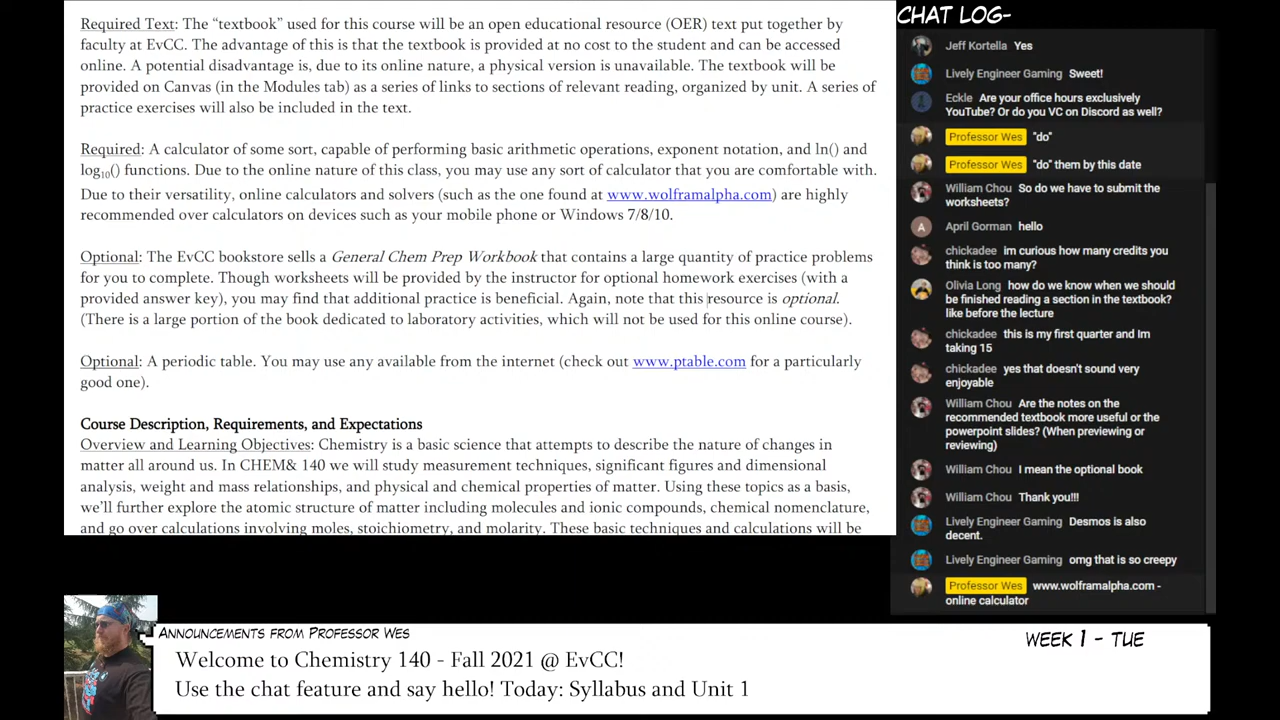 Required Text: The “textbook” used for this course will be an open educational resource (OER) text put together by
faculty at EvCC. The advantage of this is that the textbook is provided at no cost to the student and can be accessed
online. A potential disadvantage is, due to its online nature, a physical version is unavailable. The textbook will be
provided on Canvas (in the Modules tab) as a series of links to sections of relevant reading, organized by unit. A series of
practice exercises will also be included in the text.
Required: A calculator of some sort, capable of performing basic arithmetic operations, exponent notation, and ln() and
log10() functions. Due to the online nature of this class, you may use any sort of calculator that you are comfortable with.
Due to their versatility, online calculators and solvers (such as the one found at www.wolframalpha.com) are highly
recommended over calculators on devices such as your mobile phone or Windows 7/8/10.
Optional: The EvCC bookstore sells a General Chem Prep Workbook that contains a large quantity of practice problems
for you to complete. Though worksheets will be provided by the instructor for optional homework exercises (with a
provided answer key), you may find that additional practice is beneficial. Again, note that this resource is optional.
(There is a large portion of the book dedicated to laboratory activities, which will not be used for this online course).
Optional: A periodic table. You may use any available from the internet (check out www.ptable.com for a particularly
good one).
Course Description, Requirements, and Expectations
Overview and Learning Objectives: Chemistry is a basic science that attempts to describe the nature of changes in
matter all around us. In CHEM& 140 we will study measurement techniques, significant figures and dimensional
analysis, weight and mass relationships, and physical and chemical properties of matter. Using these topics as a basis,
we’ll further explore the atomic structure of matter including molecules and ionic compounds, chemical nomenclature,
and go over calculations involving moles, stoichiometry, and molarity. These basic techniques and calculations will be
CHAT LOG-
Jeff Kortella Yes
Lively Engineer Gaming Sweet!
Eckle Are your office hours exclusively
YouTube? Or do you VC on Discord as well?
Professor Wes "do"
Professor Wes "do" them by this date
William Chou So do we have to submit the
worksheets?
A April Gorman hello
chickadee im curious how many credits you
think is too many?
Olivia Long how do we know when we should
be finished reading a section in the textbook?
like before the lecture
chickadee this is my first quarter and Im
taking 15
chickadee yes that doesn't sound very
enjoyable
William Chou Are the notes on the
recommended textbook more useful or the
powerpoint slides? (When previewing or
reviewing)
William Chou I mean the optional book
William Chou Thank you!!!
Lively Engineer Gaming Desmos is also
decent.
Lively Engineer Gaming omg that is so creepy
Professor Wes www.wolframalpha.com -
online calculator
Announcements from Professor Wes
Week 1 - Tue
Welcome to Chemistry 140 - Fall 2021 @ EvCC!
Use the chat feature and say hello! Today: Syllabus and Unit 1